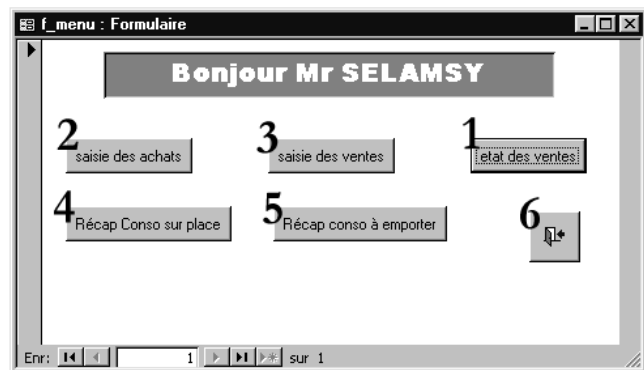 f_menu : Formulaire
Bonjour Mr SELAMSY
2 saisie des achats
3 saisie des ventes
1 etat des ventes
4 Récap Conso sur place
5 Récap conso à emporter
6
Enr: 1 sur 1